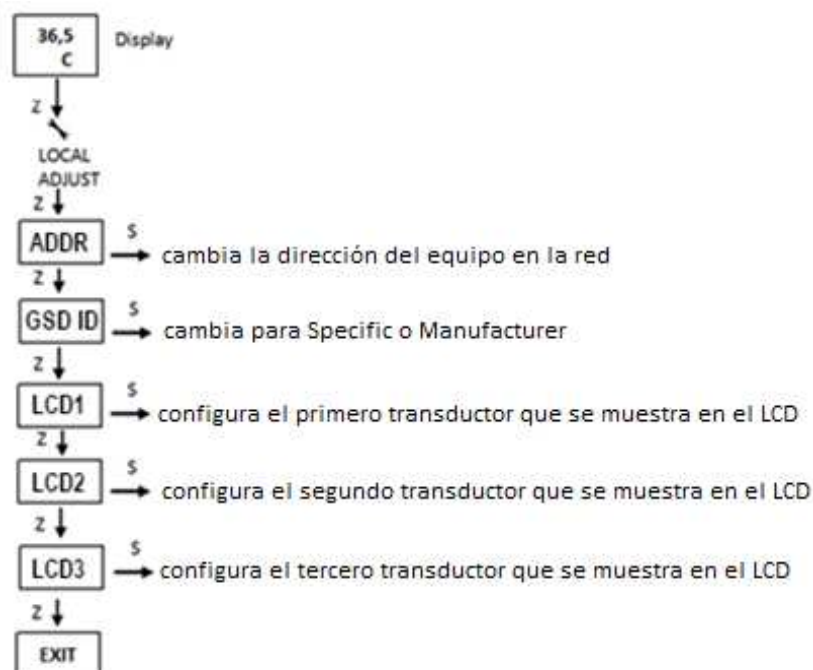 36,5
C
Display
Z
LOCAL
ADJUST
Z
ADDR
S
cambia la dirección del equipo en la red
Z
GSD ID
S
cambia para Specific o Manufacturer
Z
LCD1
S
configura el primero transductor que se muestra en el LCD
Z
LCD2
S
configura el segundo transductor que se muestra en el LCD
Z
LCD3
S
configura el tercero transductor que se muestra en el LCD
Z
EXIT